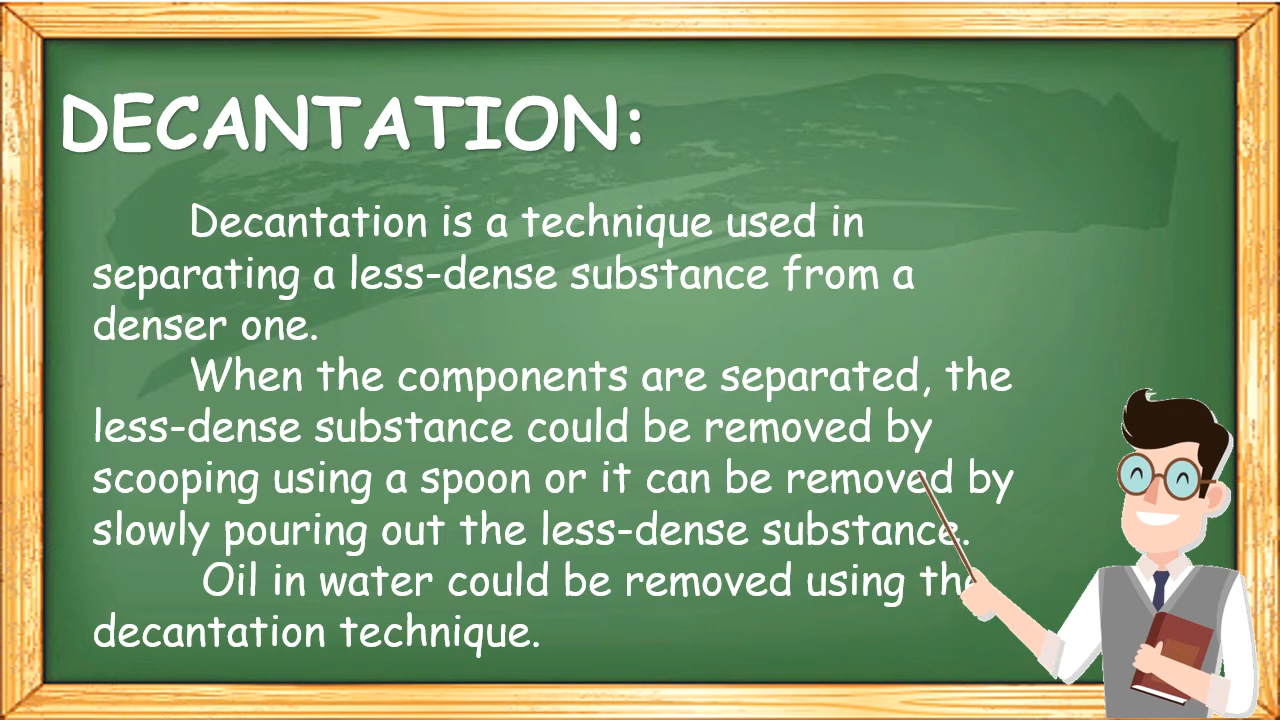 DECANTATION:
Decantation is a technique used in
separating a less-dense substance from a
denser one.
When the components are separated, the
less-dense substance could be removed by
scooping using a spoon or it can be removed by
slowly pouring out the less-dense substance.
Oil in water could be removed using the
decantation technique.